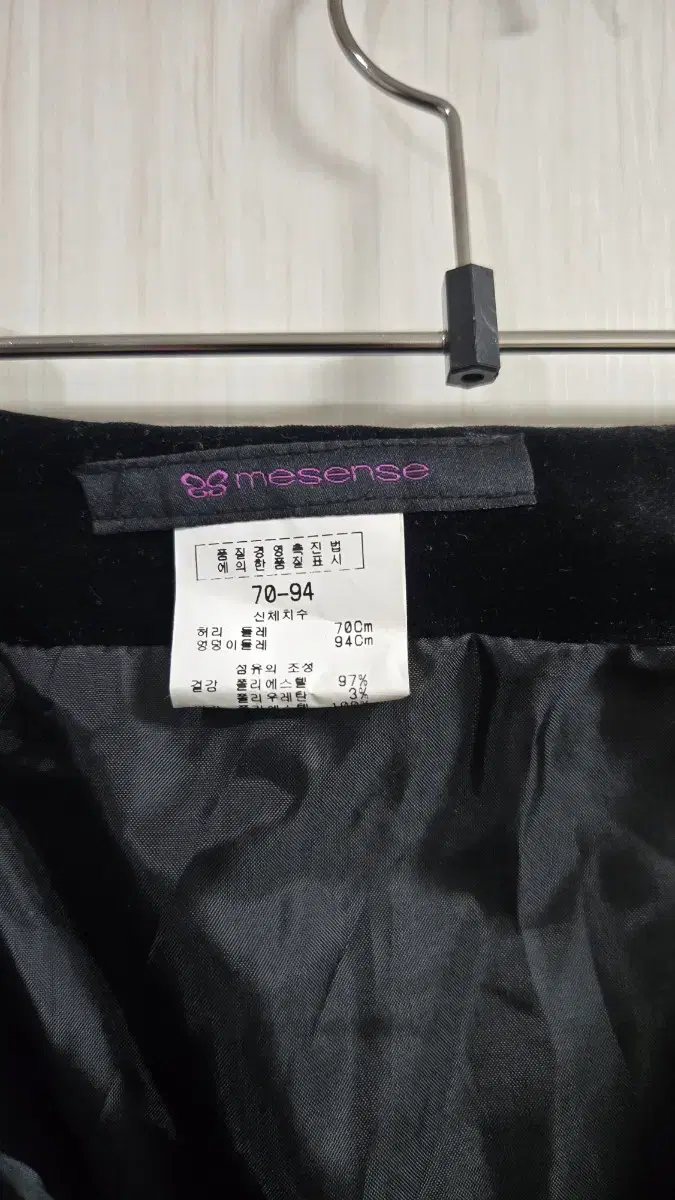 mesense
품질경영촉진법
에의한품질표시
70-94
신체치수
허리 둘레 70Cm
영덩이둘레 94Cm
섬유의 조성
겉감 폴리에스텔 97%
폴리우레탄 3%